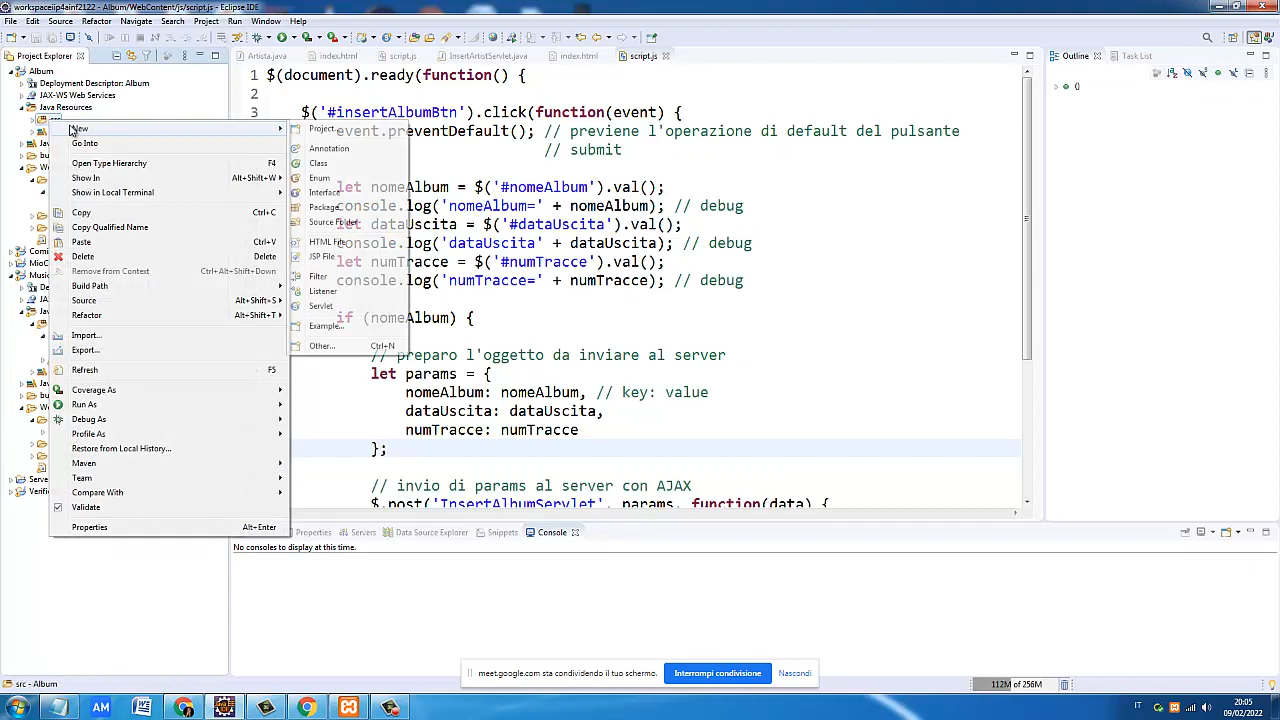 workspaceiip4ainf2122 - Album/WebContent/js/script.js - Eclipse IDE
File Edit Source Refactor Navigate Search Project Run Window Help
Project Explorer
Album
Deployment Descriptor: Album
JAX-WS Web Services
Java Resources
New
Go Into
Open Type Hierarchy F4
Show In Alt+Shift+W
Show in Local Terminal
Copy Ctrl+C
Copy Qualified Name
Paste Ctrl+V
Delete Delete
Remove from Context Ctrl+Alt+Shift+Down
Build Path
Source Alt+Shift+S
Refactor Alt+Shift+T
Import...
Export...
Refresh F5
Coverage As
Run As
Debug As
Profile As
Restore from Local History...
Maven
Team
Compare With
Validate
Properties Alt+Enter
Project...
Annotation
Class
Enum
Interface
Package
Source Folder
HTML File
JSP File
Filter
Listener
Servlet
Example...
Other... Ctrl+N
Artista.java index.html script.js InsertArtistServlet.java index.html script.js
1 $(document).ready(function() {
2
3 $('#insertAlbumBtn').click(function(event) {
event.preventDefault(); // previene l'operazione di default del pulsante
// submit
let nomeAlbum = $('#nomeAlbum').val();
console.log('nomeAlbum=' + nomeAlbum); // debug
let dataUscita = $('#dataUscita').val();
console.log('dataUscita' + dataUscita); // debug
let numTracce = $('#numTracce').val();
console.log('numTracce=' + numTracce); // debug
if (nomeAlbum) {
// preparo l'oggetto da inviare al server
let params = {
nomeAlbum: nomeAlbum, // key: value
dataUscita: dataUscita,
numTracce: numTracce
};
// invio di params al server con AJAX
$.post('InsertAlbumServlet', params, function(data) {
Outline Task List
()
Properties Servers Data Source Explorer Snippets Console
No consoles to display at this time.
meet.google.com sta condividendo il tuo schermo. Interrompi condivisione Nascondi
src - Album
112M of 256M
AM
IT
20:05
09/02/2022